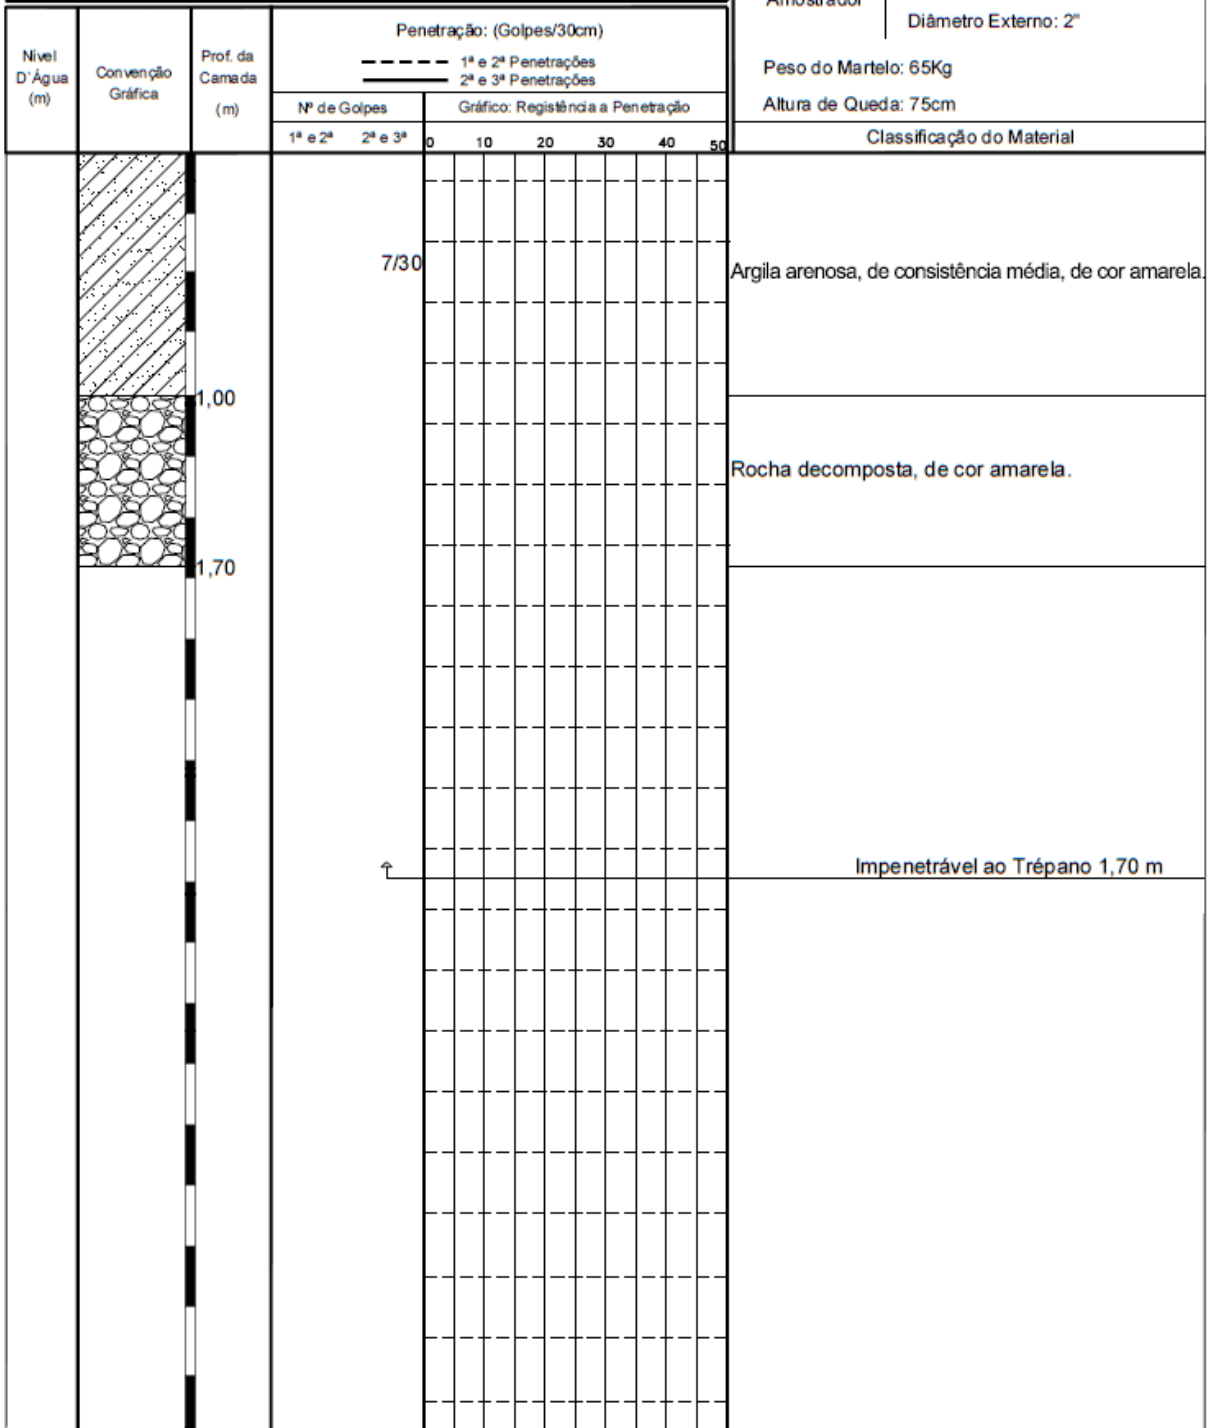 Amostrador
Diâmetro Externo: 2"
Peso do Martelo: 65Kg
Altura de Queda: 75cm
Classificação do Material
Nivel
D`Água
(m)
Convenção
Gráfica
Prof. da
Camada
(m)
Penetração: (Golpes/30cm)
1ª e 2ª Penetrações
2ª e 3ª Penetrações
Nº de Golpes
Gráfico: Registência a Penetração
1ª e 2ª 2ª e 3ª
0 10 20 30 40 50
7/30
Argila arenosa, de consistência média, de cor amarela.
1,00
Rocha decomposta, de cor amarela.
1,70
Impenetrável ao Trépano 1,70 m